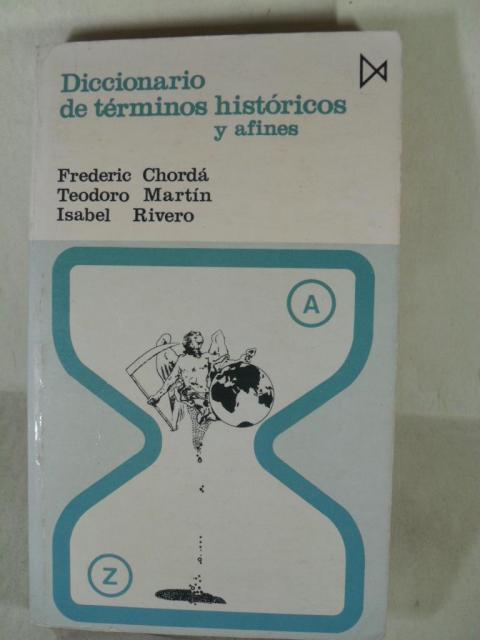 Diccionario
de términos históricos
y afines
Frederic Chordá
Teodoro Martín
Isabel Rivero
A
Z